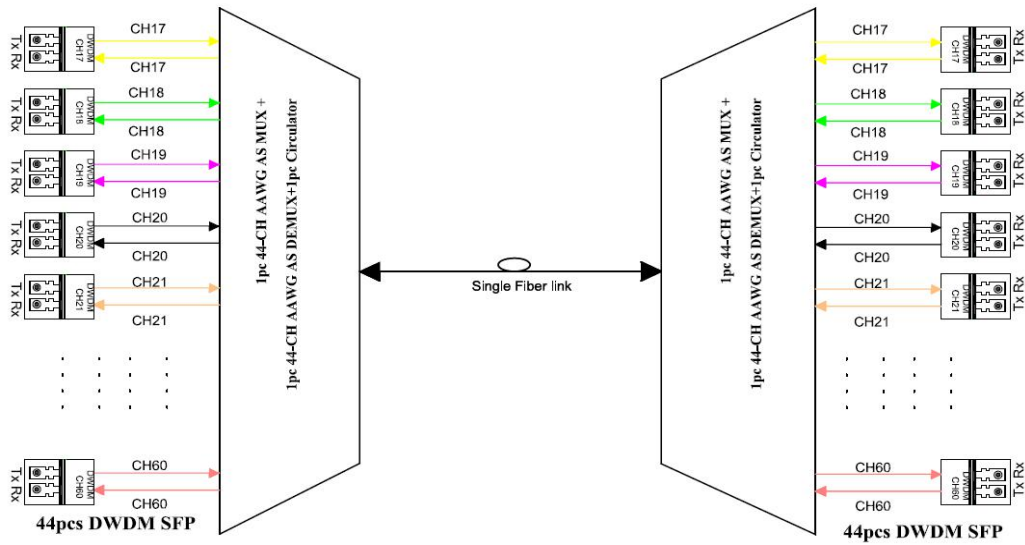 CH17
Tx Rx
DWDM
CH17
CH17
CH18
Tx Rx
DWDM
CH18
CH18
CH19
Tx Rx
DWDM
CH19
CH19
CH20
Tx Rx
DWDM
CH20
CH20
CH21
Tx Rx
DWDM
CH21
CH21
CH60
Tx Rx
DWDM
CH60
CH60
44pcs DWDM SFP
1pc 44-CH AAWG AS MUX +
1pc 44-CH AAWG AS DEMUX+1pc Circulator
Single Fiber link
1pc 44-CH AAWG AS MUX +
1pc 44-CH AAWG AS DEMUX+1pc Circulator
CH17
DWDM
CH17
Tx Rx
CH17
CH18
DWDM
CH18
Tx Rx
CH18
CH19
DWDM
CH19
Tx Rx
CH19
CH20
DWDM
CH20
Tx Rx
CH20
CH21
DWDM
CH21
Tx Rx
CH21
CH60
DWDM
CH60
Tx Rx
CH60
44pcs DWDM SFP